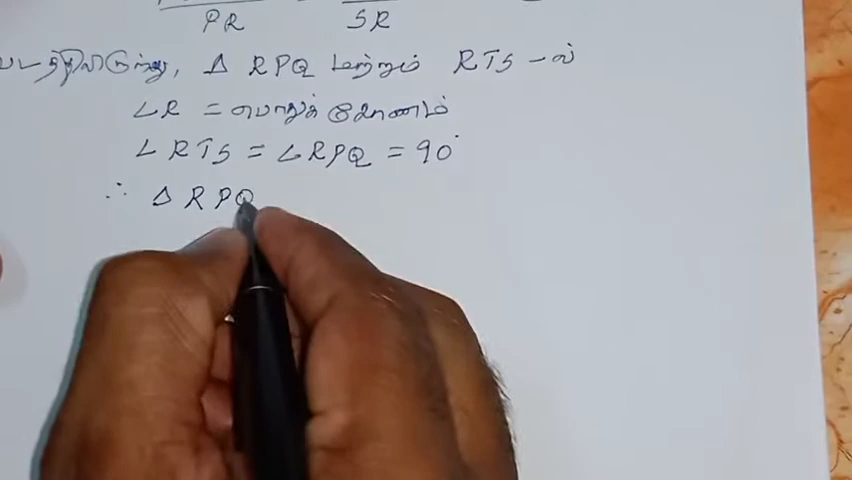 PR SR
படத்திலிருந்து, Δ RPQ மற்றும் RTS -ல்
∠R = பொதுக் கோணம்
∠RTS = ∠RPQ = 90°
∴ Δ RPQ